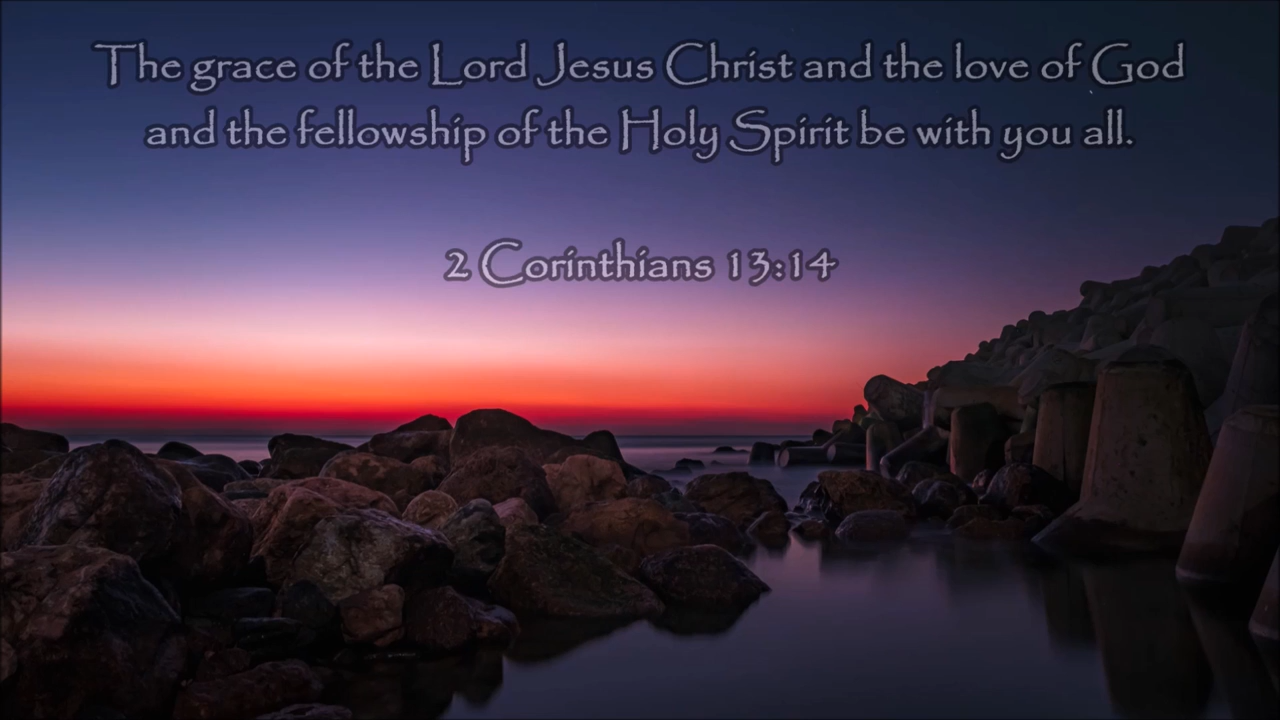 The grace of the Lord Jesus Christ and the love of God
and the fellowship of the Holy Spirit be with you all.
2 Corinthians 13:14